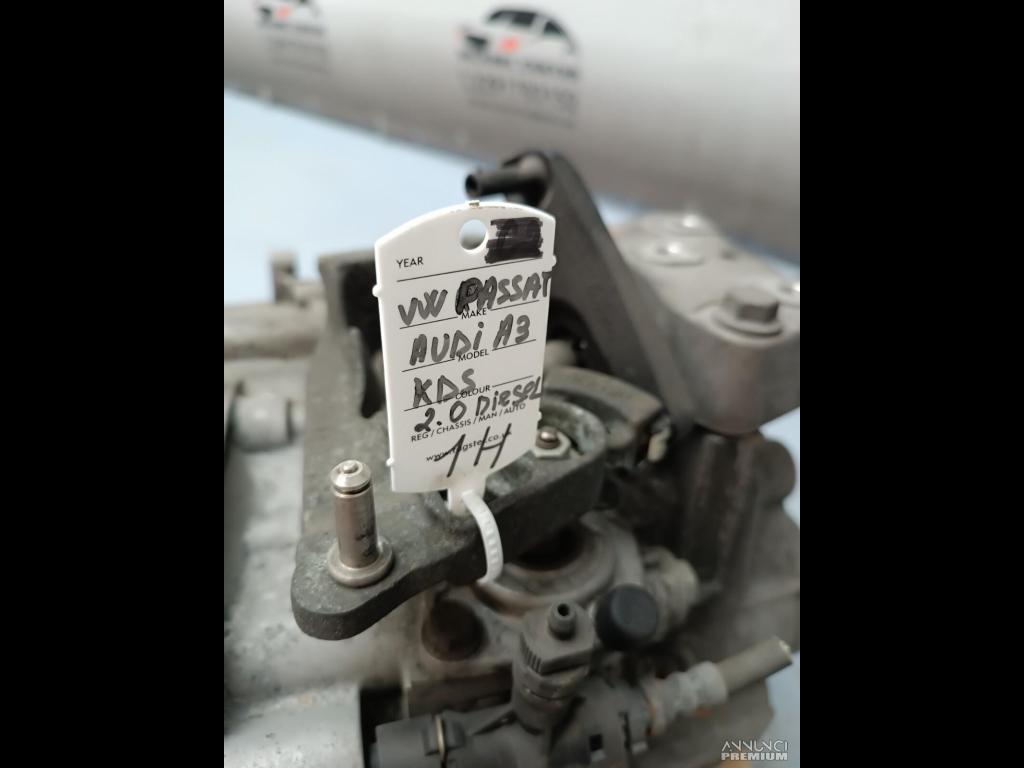 YEAR
VW PASSAT
MAKE
AUDi A3
MODEL
KDS
COLOUR
2.0 DiESEL
REG / CHASSIS / MAN / AUTO
1H
ANNUNCI
PREMIUM